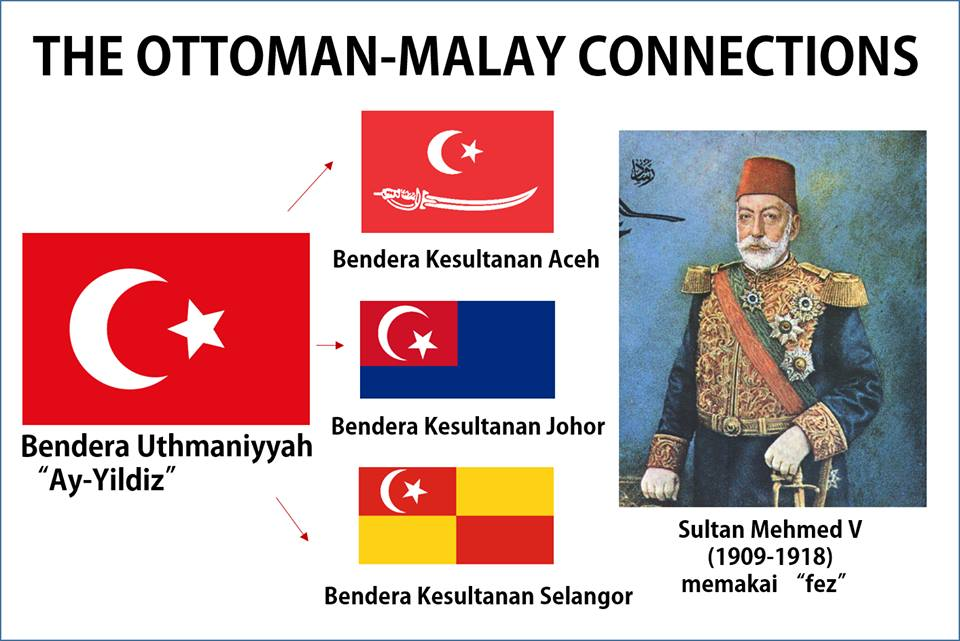 THE OTTOMAN-MALAY CONNECTIONS
Bendera Kesultanan Aceh
Bendera Uthmaniyyah
“Ay-Yildiz”
Bendera Kesultanan Johor
Bendera Kesultanan Selangor
Sultan Mehmed V
(1909-1918)
memakai “fez”